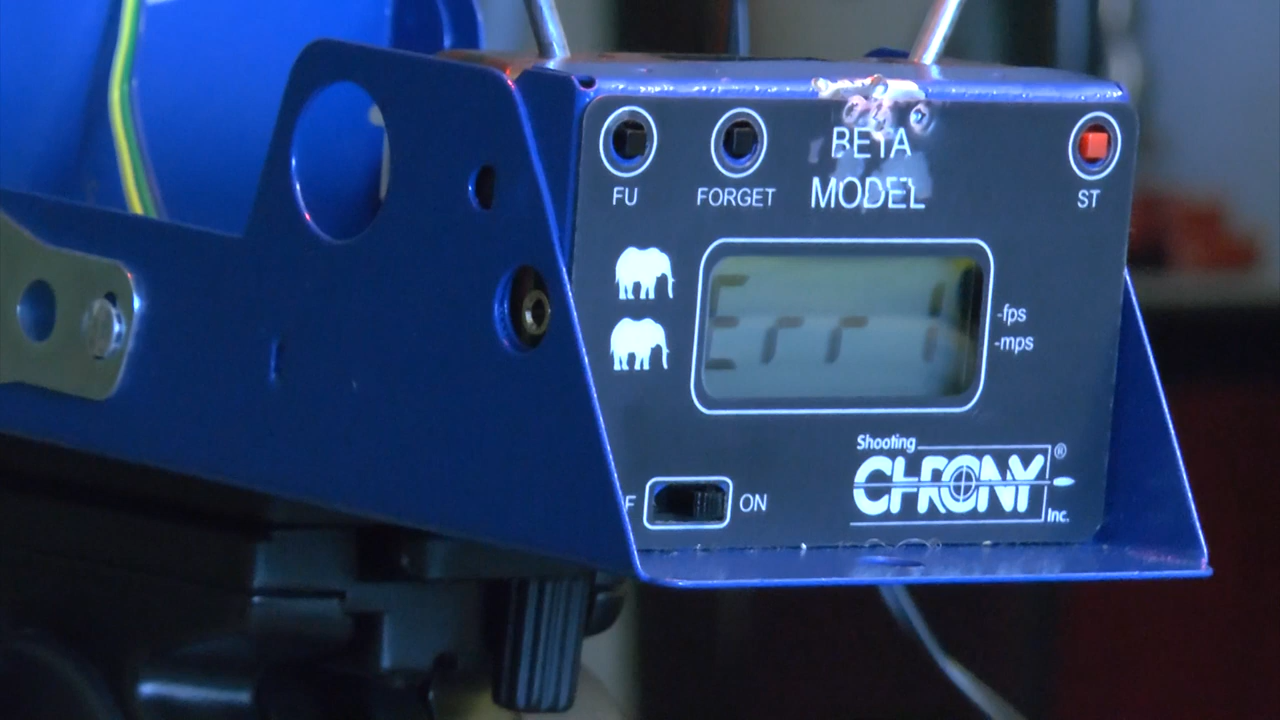 BETA
MODEL
FU
FORGET
ST
Err 1
-fps
-mps
F
ON
Shooting
CHRONY®
Inc.